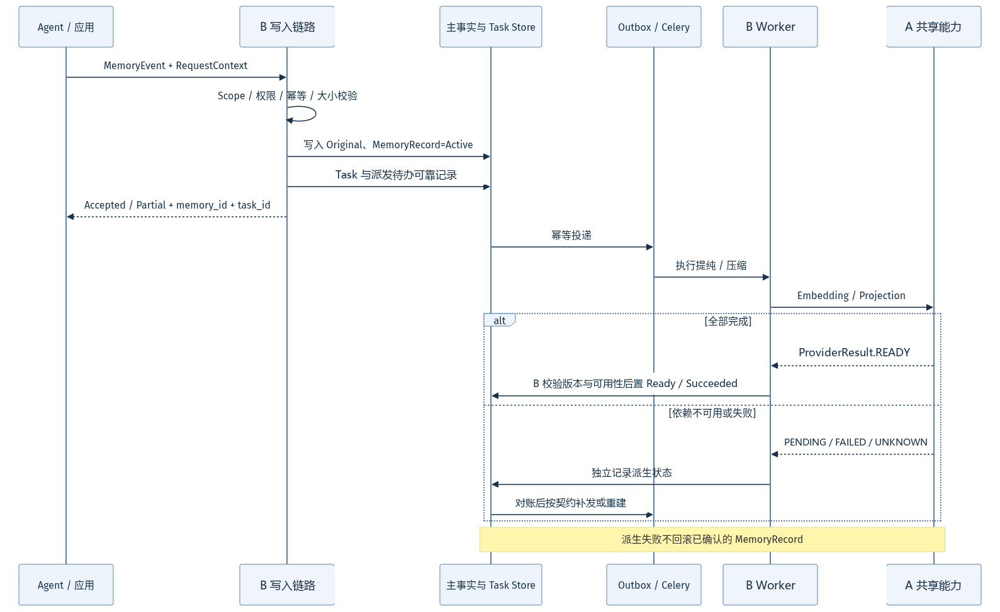 Agent / 应用
B 写入链路
主事实与 Task Store
Outbox / Celery
B Worker
A 共享能力
MemoryEvent + RequestContext
Scope / 权限 / 幂等 / 大小校验
写入 Original、MemoryRecord=Active
Task 与派发待办可靠记录
Accepted / Partial + memory_id + task_id
幂等投递
执行提纯 / 压缩
Embedding / Projection
alt
[全部完成]
ProviderResult.READY
B 校验版本与可用性后置 Ready / Succeeded
[依赖不可用或失败]
PENDING / FAILED / UNKNOWN
独立记录派生状态
对账后按契约补发或重建
派生失败不回滚已确认的 MemoryRecord
Agent / 应用
B 写入链路
主事实与 Task Store
Outbox / Celery
B Worker
A 共享能力